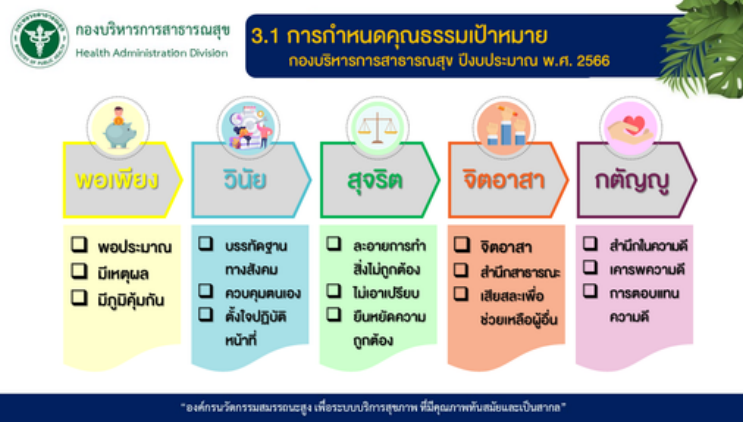 กองบริหารการสาธารณสุข
Health Administration Division
3.1 การกำหนดคุณธรรมเป้าหมาย
กองบริหารการสาธารณสุข ปีงบประมาณ พ.ศ. 2566
พอเพียง
พอประมาณ
มีเหตุผล
มีภูมิคุ้มกัน
วินัย
บรรทัดฐาน
ทางสังคม
ควบคุมตนเอง
ตั้งใจปฏิบัติ
หน้าที่
สุจริต
ละอายการทำ
สิ่งไม่ถูกต้อง
ไม่เอาเปรียบ
ยืนหยัดความ
ถูกต้อง
จิตอาสา
จิตอาสา
สำนึกสาธารณะ
เสียสละเพื่อ
ช่วยเหลือผู้อื่น
กตัญญู
สำนึกในความดี
เคารพความดี
การตอบแทน
ความดี
"องค์กรนวัตกรรมสมรรถนะสูง เพื่อระบบบริการสุขภาพ ที่มีคุณภาพทันสมัยและเป็นสากล"